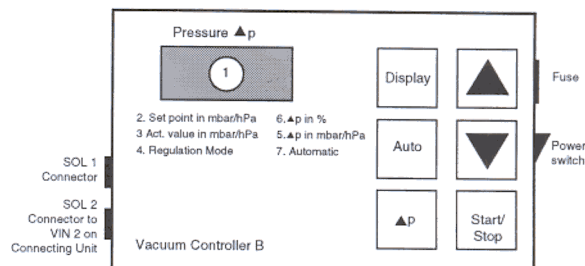 Pressure ▲p
1
2. Set point in mbar/hPa
6.▲p in %
3 Act. value in mbar/hPa
5.▲p in mbar/hPa
4. Regulation Mode
7. Automatic
Display
Auto
▲p
Start/
Stop
Fuse
Power
switch
SOL 1
Connector
SOL 2
Connector to
VIN 2 on
Connecting Unit
Vacuum Controller B